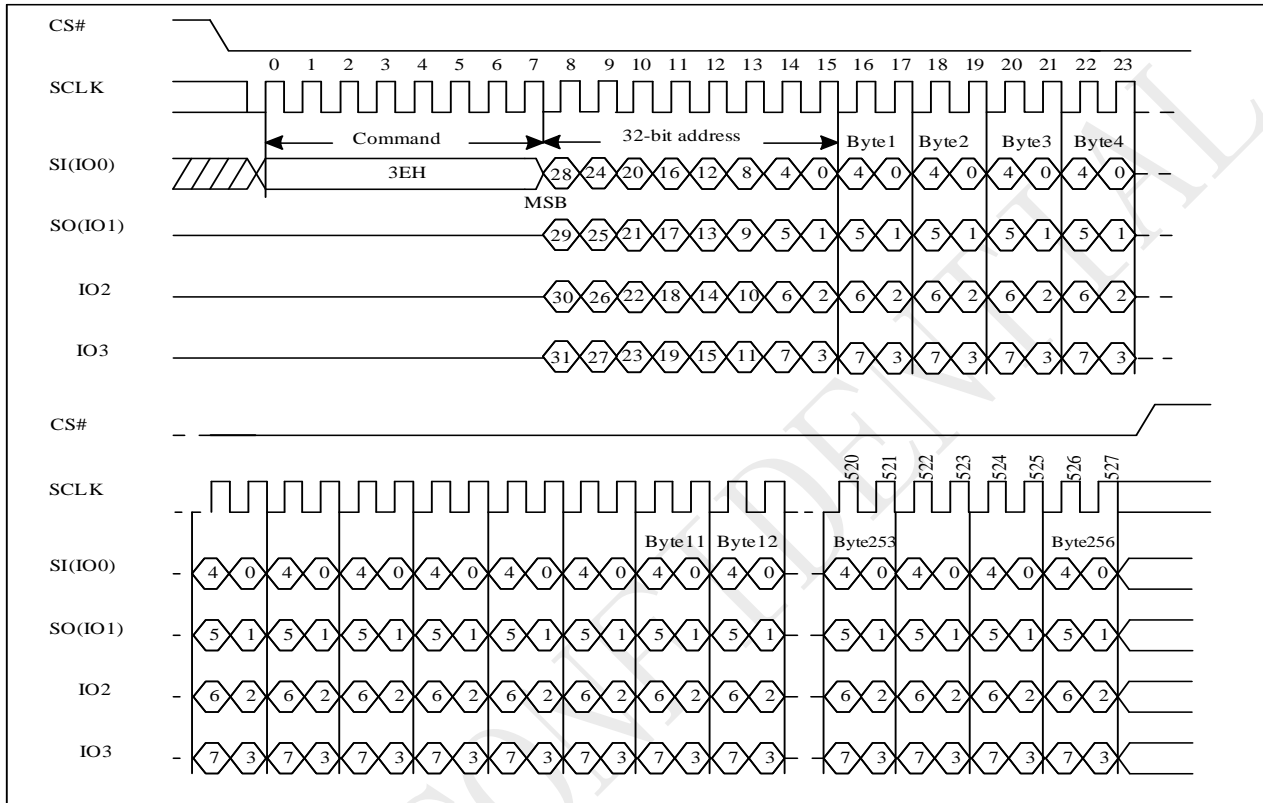 CS#
0 1 2 3 4 5 6 7 8 9 10 11 12 13 14 15 16 17 18 19 20 21 22 23
SCLK
Command 32-bit address Byte1 Byte2 Byte3 Byte4
SI(IO0) 3EH 28 24 20 16 12 8 4 0 4 0 4 0 4 0 4 0
MSB
SO(IO1) 29 25 21 17 13 9 5 1 5 1 5 1 5 1 5 1
IO2 30 26 22 18 14 10 6 2 6 2 6 2 6 2 6 2
IO3 31 27 23 19 15 11 7 3 7 3 7 3 7 3 7 3
CS#
520 521 522 523 524 525 526 527
SCLK
Byte11 Byte12 Byte253 Byte256
SI(IO0) 4 0 4 0 4 0 4 0 4 0 4 0 4 0 4 0 4 0 4 0 4 0 4 0
SO(IO1) 5 1 5 1 5 1 5 1 5 1 5 1 5 1 5 1 5 1 5 1 5 1 5 1
IO2 6 2 6 2 6 2 6 2 6 2 6 2 6 2 6 2 6 2 6 2 6 2 6 2
IO3 7 3 7 3 7 3 7 3 7 3 7 3 7 3 7 3 7 3 7 3 7 3 7 3
CONFIDENTIAL